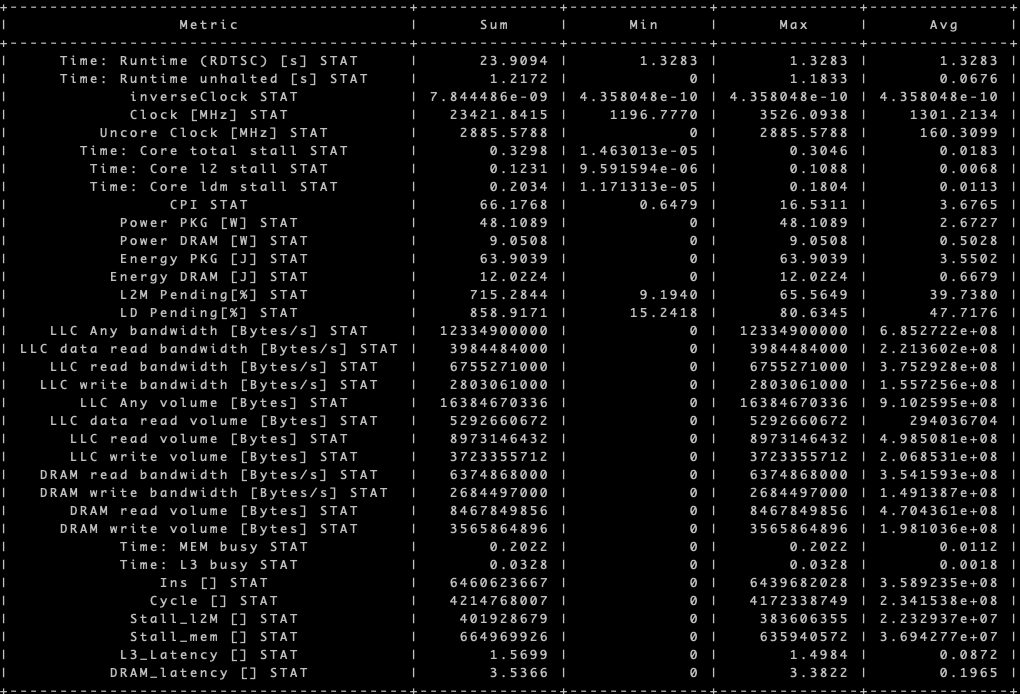 +----------------------------------------+--------------+--------------+--------------+--------------+
| Metric | Sum | Min | Max | Avg |
+----------------------------------------+--------------+--------------+--------------+--------------+
| Time: Runtime (RDTSC) [s] STAT | 23.9094 | 1.3283 | 1.3283 | 1.3283 |
| Time: Runtime unhalted [s] STAT | 1.2172 | 0 | 1.1833 | 0.0676 |
| inverseClock STAT | 7.844486e-09 | 4.358048e-10 | 4.358048e-10 | 4.358048e-10 |
| Clock [MHz] STAT | 23421.8415 | 1196.7770 | 3526.0938 | 1301.2134 |
| Uncore Clock [MHz] STAT | 2885.5788 | 0 | 2885.5788 | 160.3099 |
| Time: Core total stall STAT | 0.3298 | 1.463013e-05 | 0.3046 | 0.0183 |
| Time: Core l2 stall STAT | 0.1231 | 9.591594e-06 | 0.1088 | 0.0068 |
| Time: Core ldm stall STAT | 0.2034 | 1.171313e-05 | 0.1804 | 0.0113 |
| CPI STAT | 66.1768 | 0.6479 | 16.5311 | 3.6765 |
| Power PKG [W] STAT | 48.1089 | 0 | 48.1089 | 2.6727 |
| Power DRAM [W] STAT | 9.0508 | 0 | 9.0508 | 0.5028 |
| Energy PKG [J] STAT | 63.9039 | 0 | 63.9039 | 3.5502 |
| Energy DRAM [J] STAT | 12.0224 | 0 | 12.0224 | 0.6679 |
| L2M Pending[%] STAT | 715.2844 | 9.1940 | 65.5649 | 39.7380 |
| LD Pending[%] STAT | 858.9171 | 15.2418 | 80.6345 | 47.7176 |
| LLC Any bandwidth [Bytes/s] STAT | 12334900000 | 0 | 12334900000 | 6.852722e+08 |
| LLC data read bandwidth [Bytes/s] STAT | 3984484000 | 0 | 3984484000 | 2.213602e+08 |
| LLC read bandwidth [Bytes/s] STAT | 6755271000 | 0 | 6755271000 | 3.752928e+08 |
| LLC write bandwidth [Bytes/s] STAT | 2803061000 | 0 | 2803061000 | 1.557256e+08 |
| LLC Any volume [Bytes] STAT | 16384670336 | 0 | 16384670336 | 9.102595e+08 |
| LLC data read volume [Bytes] STAT | 5292660672 | 0 | 5292660672 | 294036704 |
| LLC read volume [Bytes] STAT | 8973146432 | 0 | 8973146432 | 4.985081e+08 |
| LLC write volume [Bytes] STAT | 3723355712 | 0 | 3723355712 | 2.068531e+08 |
| DRAM read bandwidth [Bytes/s] STAT | 6374868000 | 0 | 6374868000 | 3.541593e+08 |
| DRAM write bandwidth [Bytes/s] STAT | 2684497000 | 0 | 2684497000 | 1.491387e+08 |
| DRAM read volume [Bytes] STAT | 8467849856 | 0 | 8467849856 | 4.704361e+08 |
| DRAM write volume [Bytes] STAT | 3565864896 | 0 | 3565864896 | 1.981036e+08 |
| Time: MEM busy STAT | 0.2022 | 0 | 0.2022 | 0.0112 |
| Time: L3 busy STAT | 0.0328 | 0 | 0.0328 | 0.0018 |
| Ins [] STAT | 6460623667 | 0 | 6439682028 | 3.589235e+08 |
| Cycle [] STAT | 4214768007 | 0 | 4172338749 | 2.341538e+08 |
| Stall_l2M [] STAT | 401928679 | 0 | 383606355 | 2.232937e+07 |
| Stall_mem [] STAT | 664969926 | 0 | 635940572 | 3.694277e+07 |
| L3_Latency [] STAT | 1.5699 | 0 | 1.4984 | 0.0872 |
| DRAM_latency [] STAT | 3.5366 | 0 | 3.3822 | 0.1965 |
+----------------------------------------+--------------+--------------+--------------+--------------+